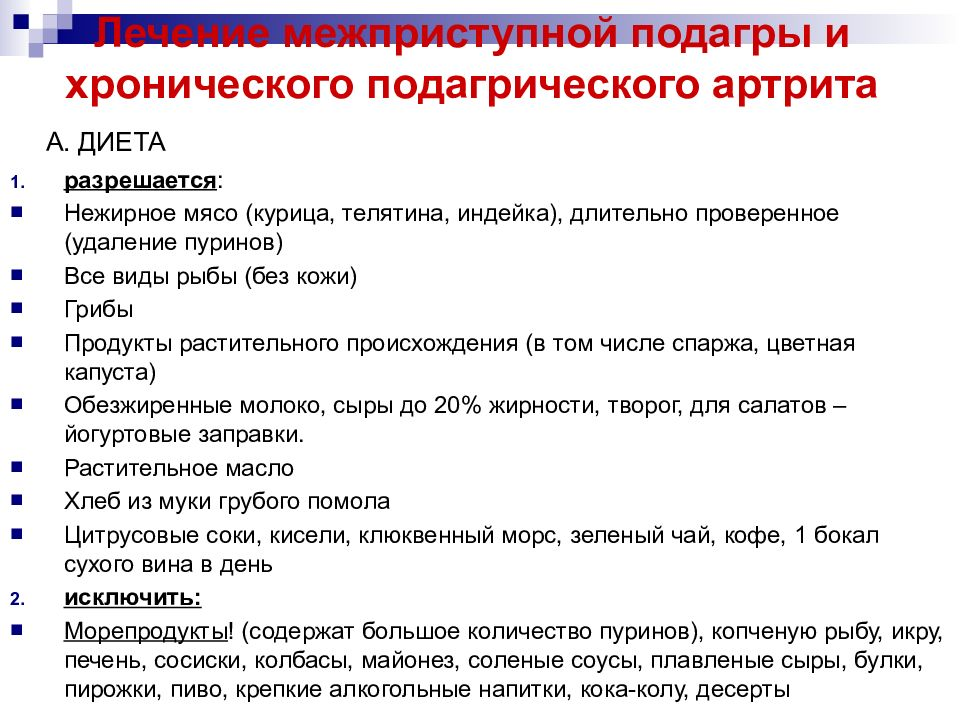 Лечение межприступной подагры и
хронического подагрического артрита
А. ДИЕТА
1. разрешается:
Нежирное мясо (курица, телятина, индейка), длительно проверенное
(удаление пуринов)
Все виды рыбы (без кожи)
Грибы
Продукты растительного происхождения (в том числе спаржа, цветная
капуста)
Обезжиренные молоко, сыры до 20% жирности, творог, для салатов –
йогуртовые заправки.
Растительное масло
Хлеб из муки грубого помола
Цитрусовые соки, кисели, клюквенный морс, зеленый чай, кофе, 1 бокал
сухого вина в день
2. исключить:
Морепродукты! (содержат большое количество пуринов), копченую рыбу, икру,
печень, сосиски, колбасы, майонез, соленые соусы, плавленые сыры, булки,
пирожки, пиво, крепкие алкогольные напитки, кока-колу, десерты